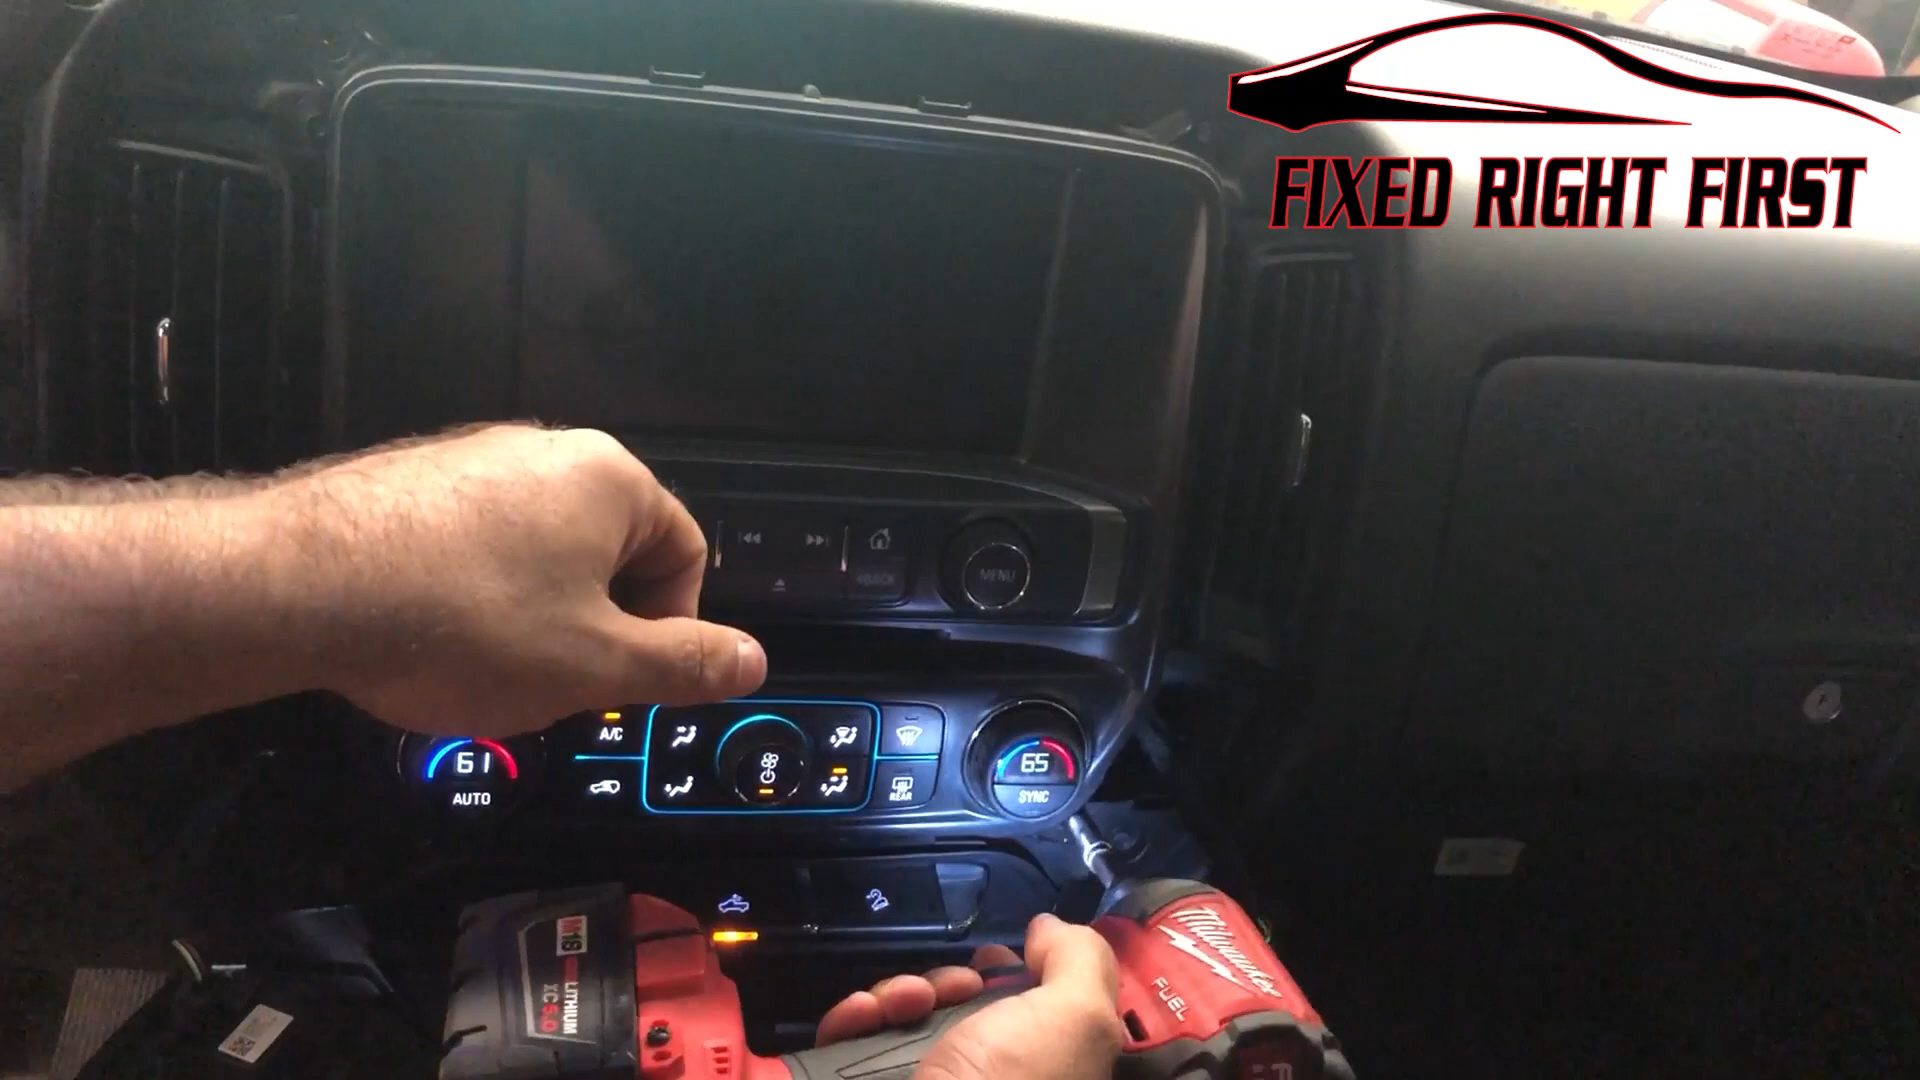 FIXED RIGHT FIRST
BACK
MENU
A/C
61
AUTO
REAR
65
SYNC
M18
LITHIUM
XC 5.0
Milwaukee
FUEL